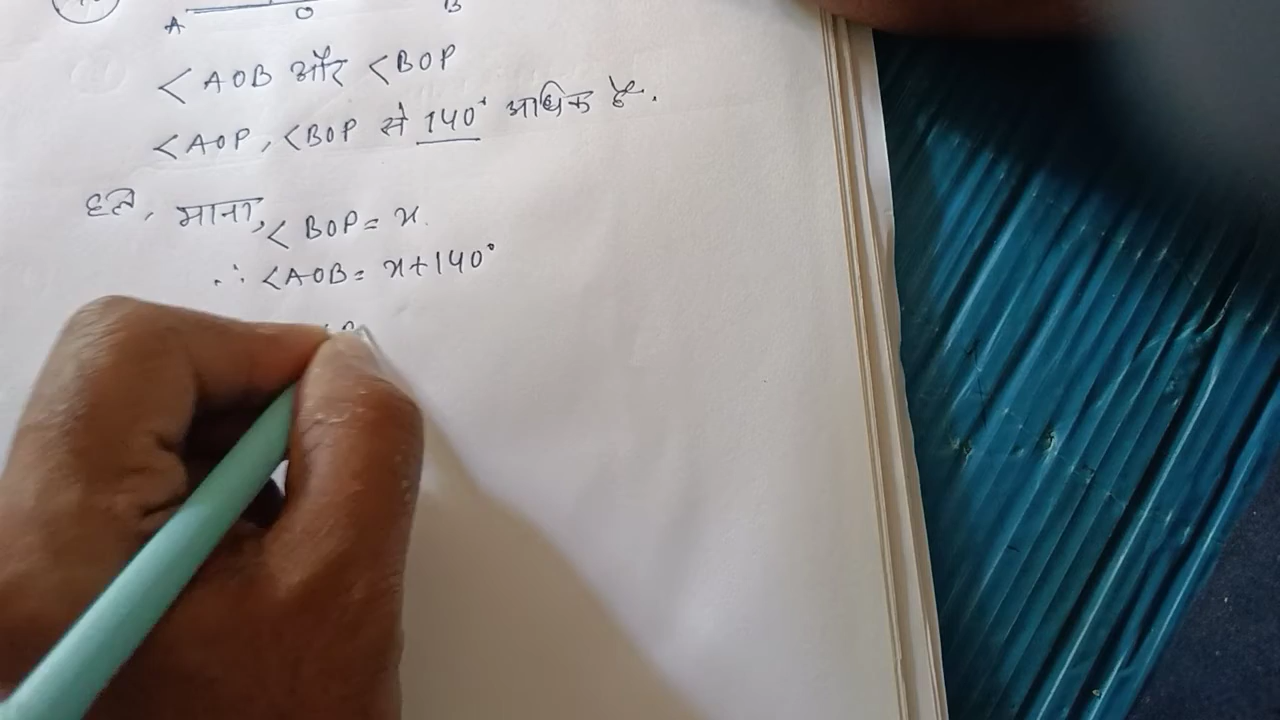 A O B
<AOB और <BOP
<AOP, <BOP से 140° अधिक है.
हल, माना, <BOP = x.
∴ <AOB = x+140°